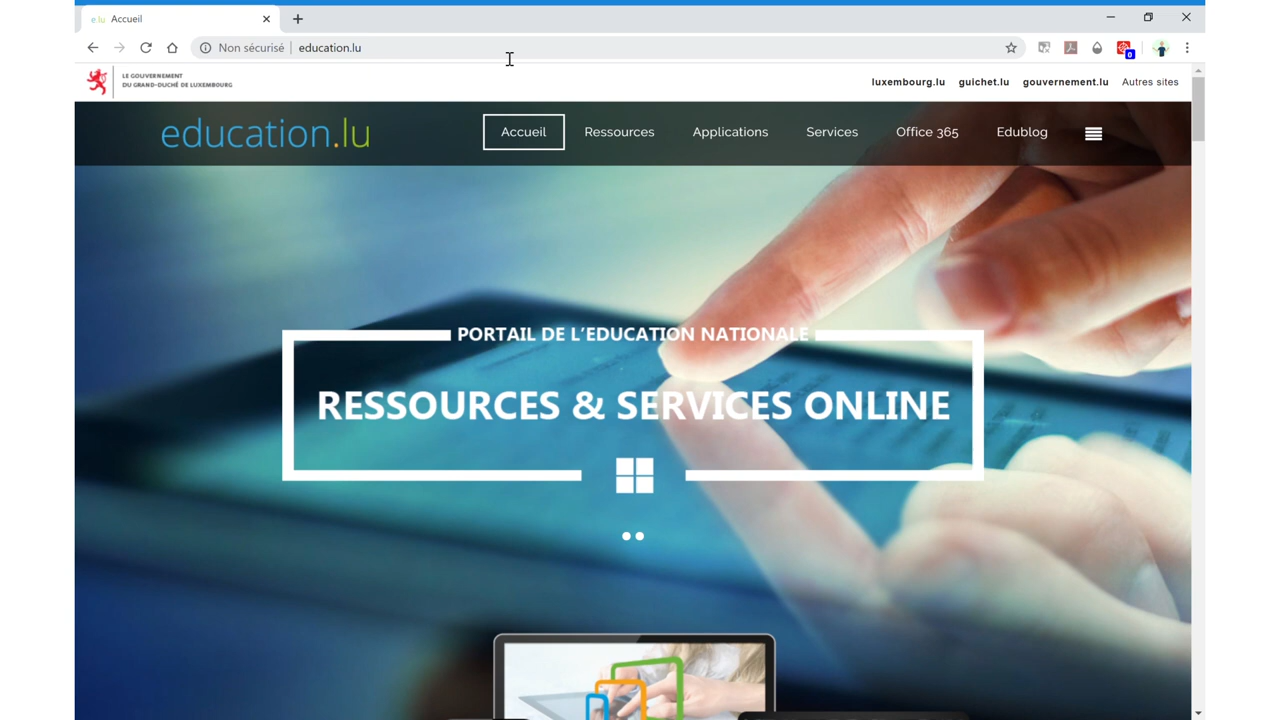 e.lu Accueil
Non sécurisé education.lu
0
LE GOUVERNEMENT
DU GRAND-DUCHÉ DE LUXEMBOURG
luxembourg.lu guichet.lu gouvernement.lu Autres sites
education.lu
Accueil Ressources Applications Services Office 365 Edublog
PORTAIL DE L’EDUCATION NATIONALE
RESSOURCES & SERVICES ONLINE